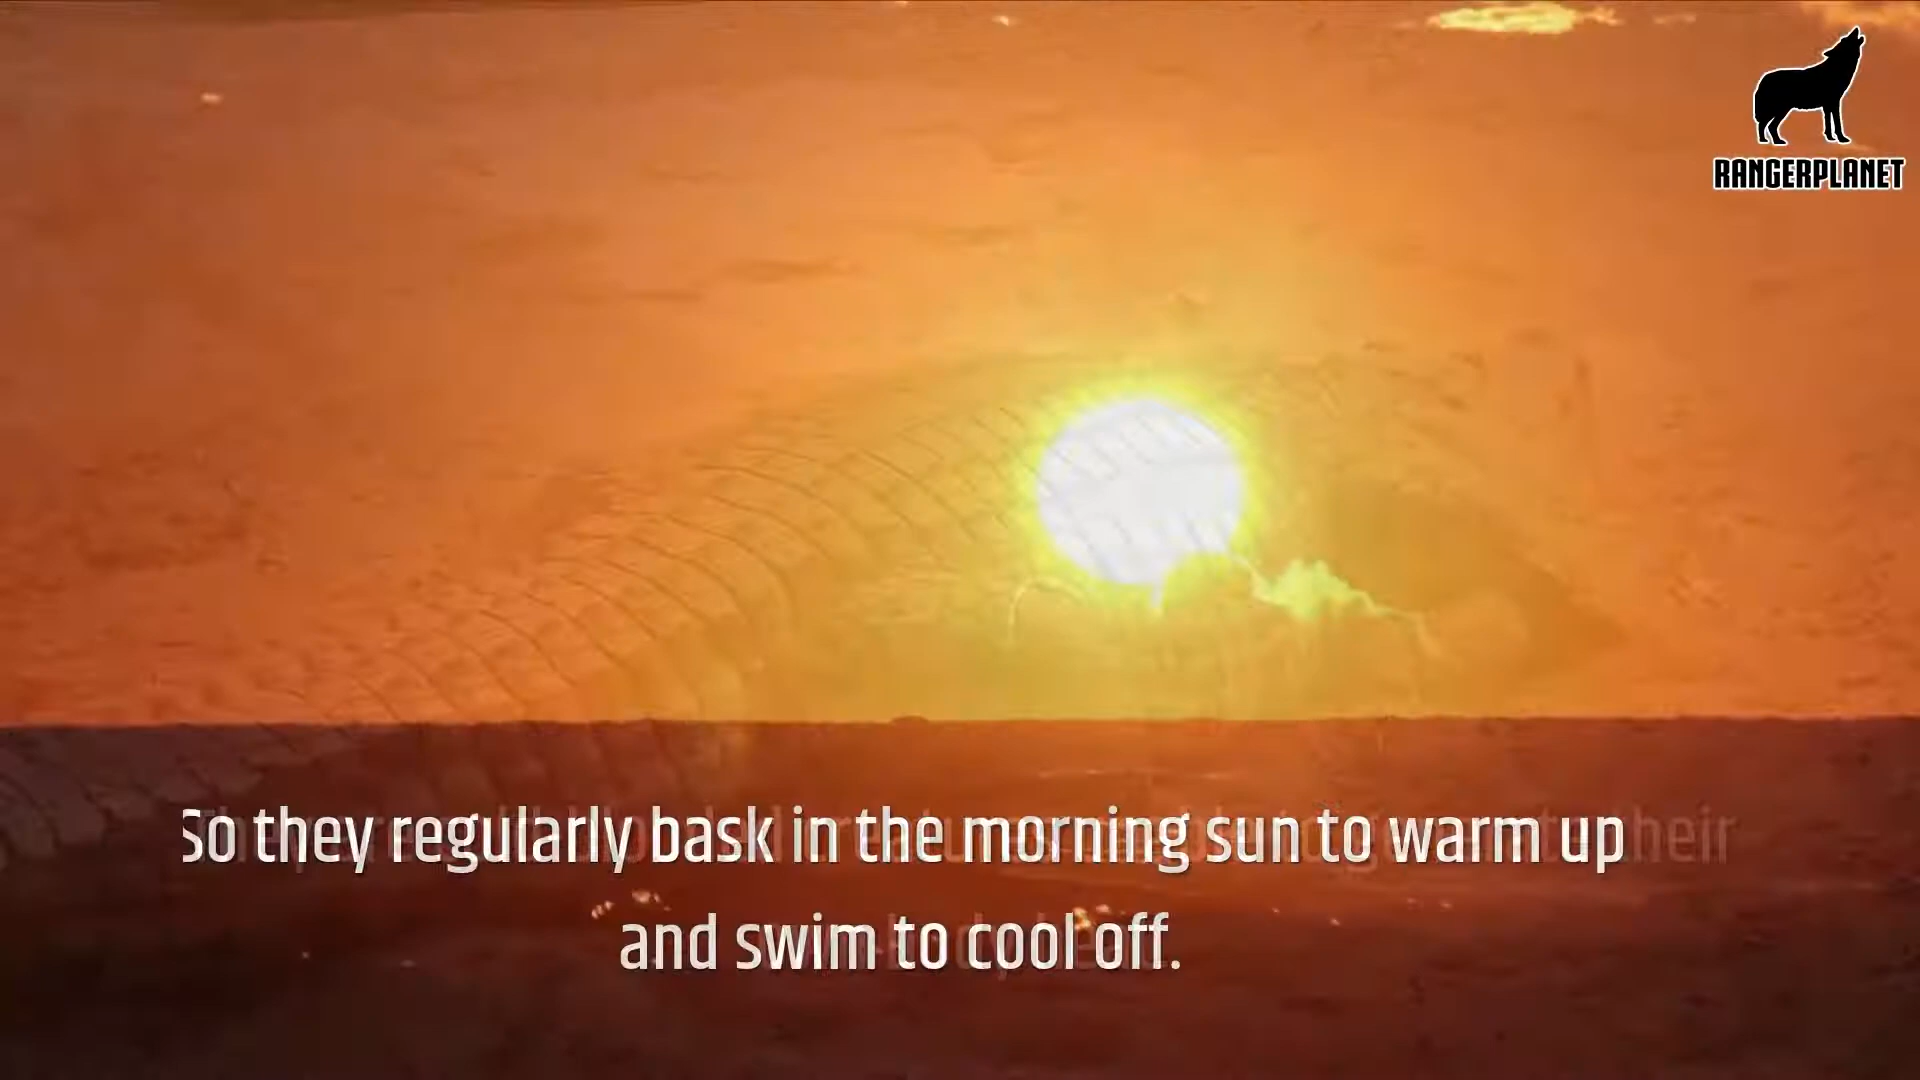 RANGERPLANET
So they regularly bask in the morning sun to warm up
and swim to cool off.